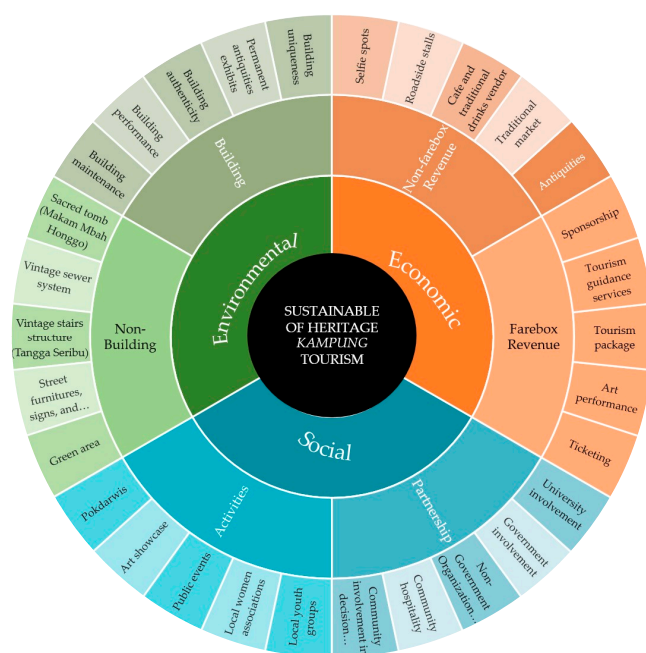 SUSTAINABLE
OF HERITAGE
KAMPUNG
TOURISM
Economic
Non-farebox
Revenue
Selfie spots
Roadside stalls
Cafe and
traditional
drinks vendor
Traditional
market
Antiquities
Farebox
Revenue
Sponsorship
Tourism
guidance
services
Tourism
package
Art
performance
Ticketing
Social
Partnership
University
involvement
Government
involvement
Non-
Government
Organization...
Community
hospitality
Community
involvement in
decision...
Activities
Local youth
groups
Local women
associations
Public events
Art showcase
Pokdarwis
Environmental
Non-
Building
Green area
Street
furnitures,
signs, and...
Vintage stairs
structure
(Tangga Seribu)
Vintage sewer
system
Sacred tomb
(Makam Mbah
Honggo)
Building
Building
maintenance
Building
performance
Building
authenticity
Permanent
antiquities
exhibits
Building
uniqueness